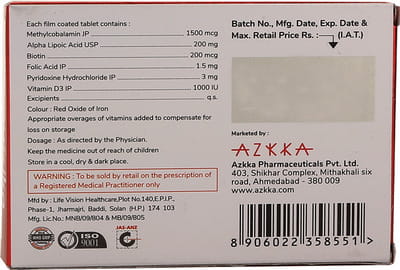 Each film coated tablet contains :
Methylcobalamin JP 1500 mcg
Alpha Lipoic Acid USP 200 mg
Biotin 200 mcg
Folic Acid IP 1.5 mg
Pyridoxine Hydrochloride IP 3 mg
Vitamin D3 IP 1000 IU
Excipients q.s.
Colour : Red Oxide of Iron
Appropriate overages of vitamins added to compensate for
loss on storage
Dosage : As directed by the Physician.
Keep the medicine out of reach of children
Store in a cool, dry & dark place.
WARNING : To be sold by retail on the prescription of
a Registered Medical Practitioner only
Mfg by : Life Vision Healthcare,Plot No.140,E.P.I.P.,
Phase-1, Jharmajri, Baddi, Solan (H.P.) 174 103
Mfg. Lic.No.: MNB/09/B04 & MB/09/B05
WHO GMP
ISO
9001
JAS-ANZ
Batch No., Mfg. Date, Exp. Date &
Max. Retail Price Rs. : (I.A.T.)
Marketed by :
AZKKA
Azkka Pharmaceuticals Pvt. Ltd.
403, Shikhar Complex, Mithakhali six
road, Ahmedabad - 380 009
www.azkka.com
8 906022 358551 >